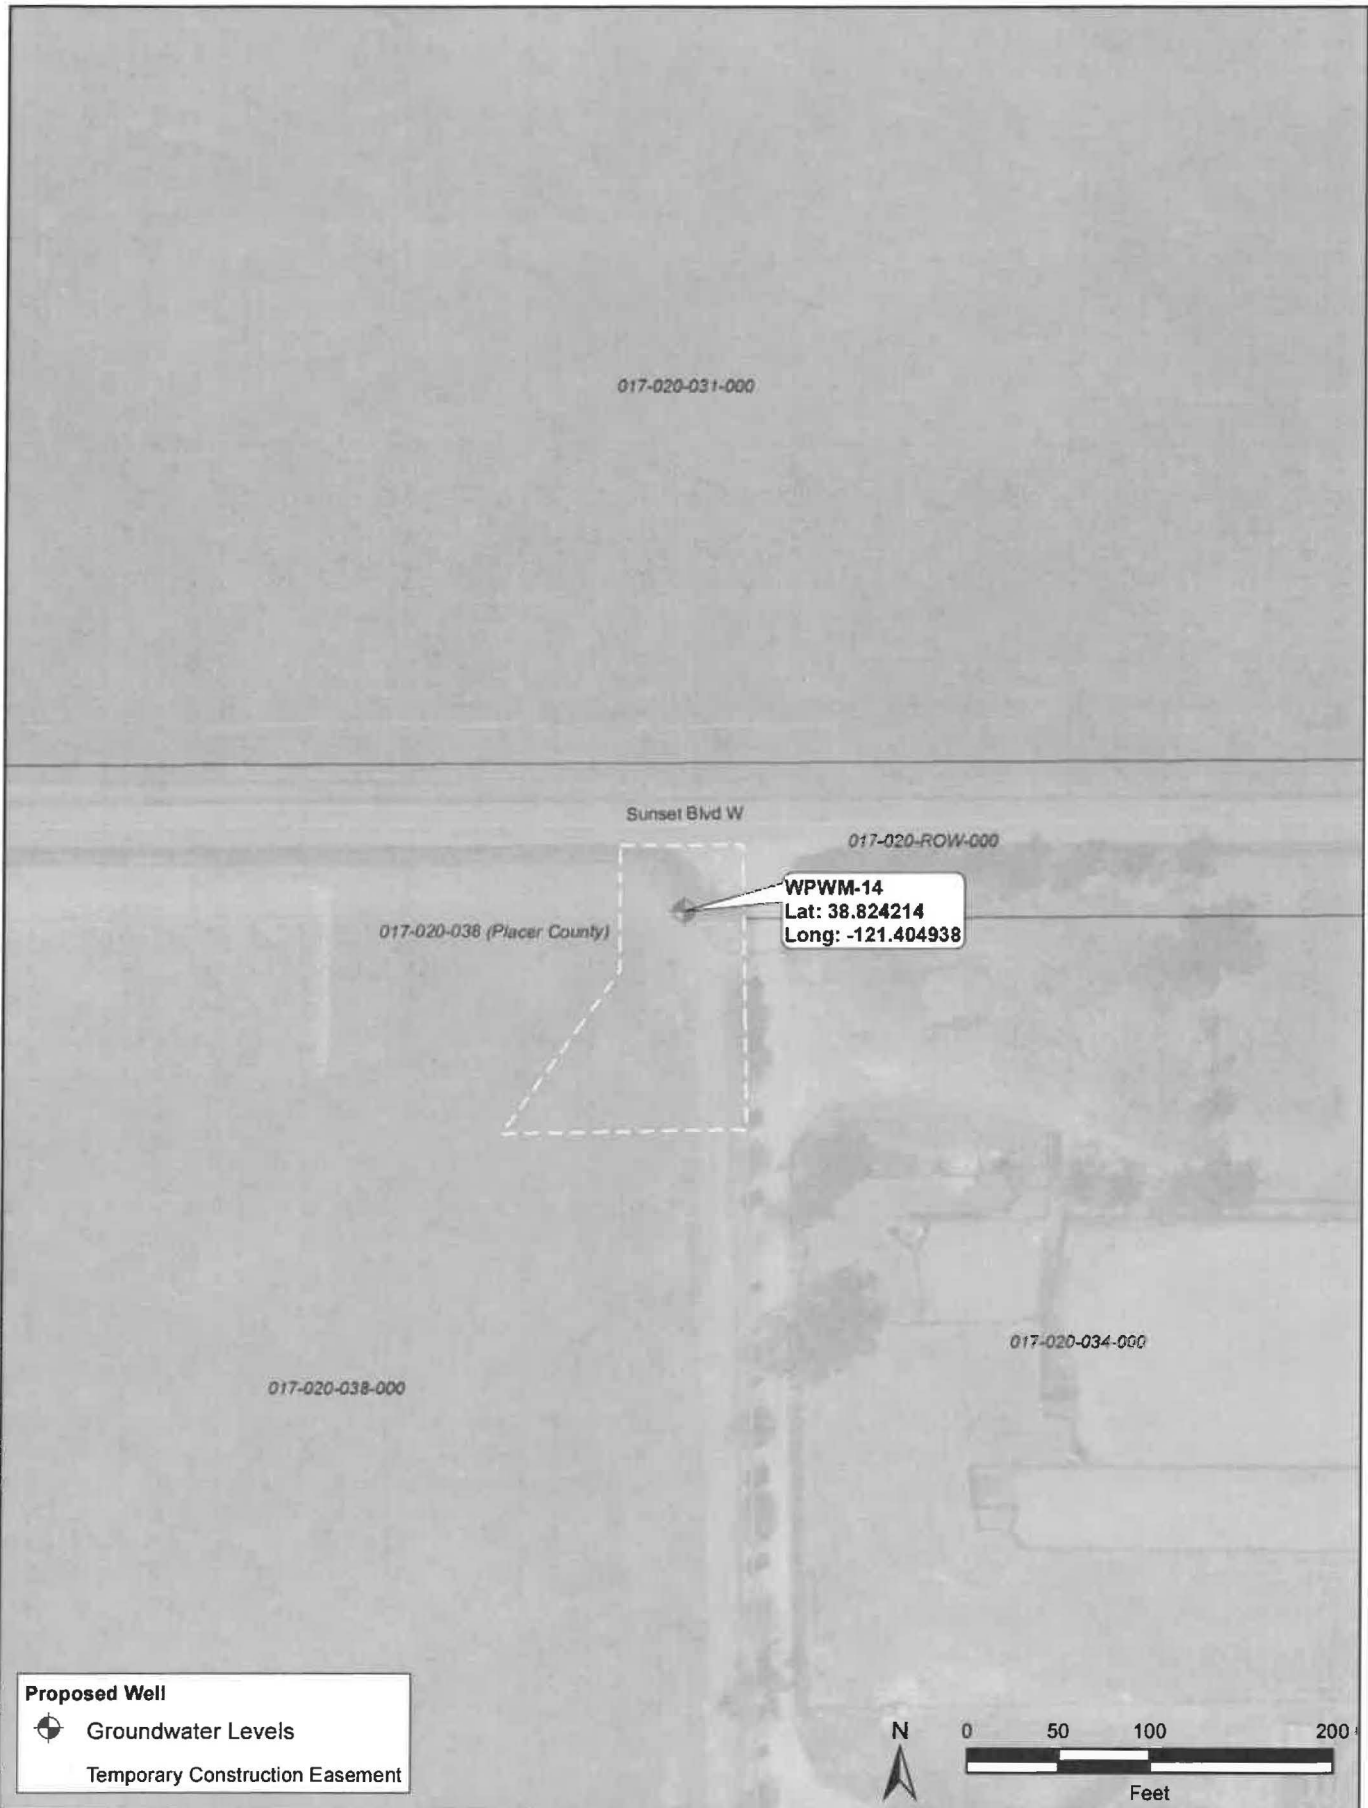 017-020-031-000
Sunset Blvd W
017-020-ROW-000
WPWM-14
Lat: 38.824214
Long: -121.404938
017-020-038 (Placer County)
017-020-034-000
017-020-038-000
Proposed Well
Groundwater Levels
Temporary Construction Easement
N
0 50 100 200
Feet